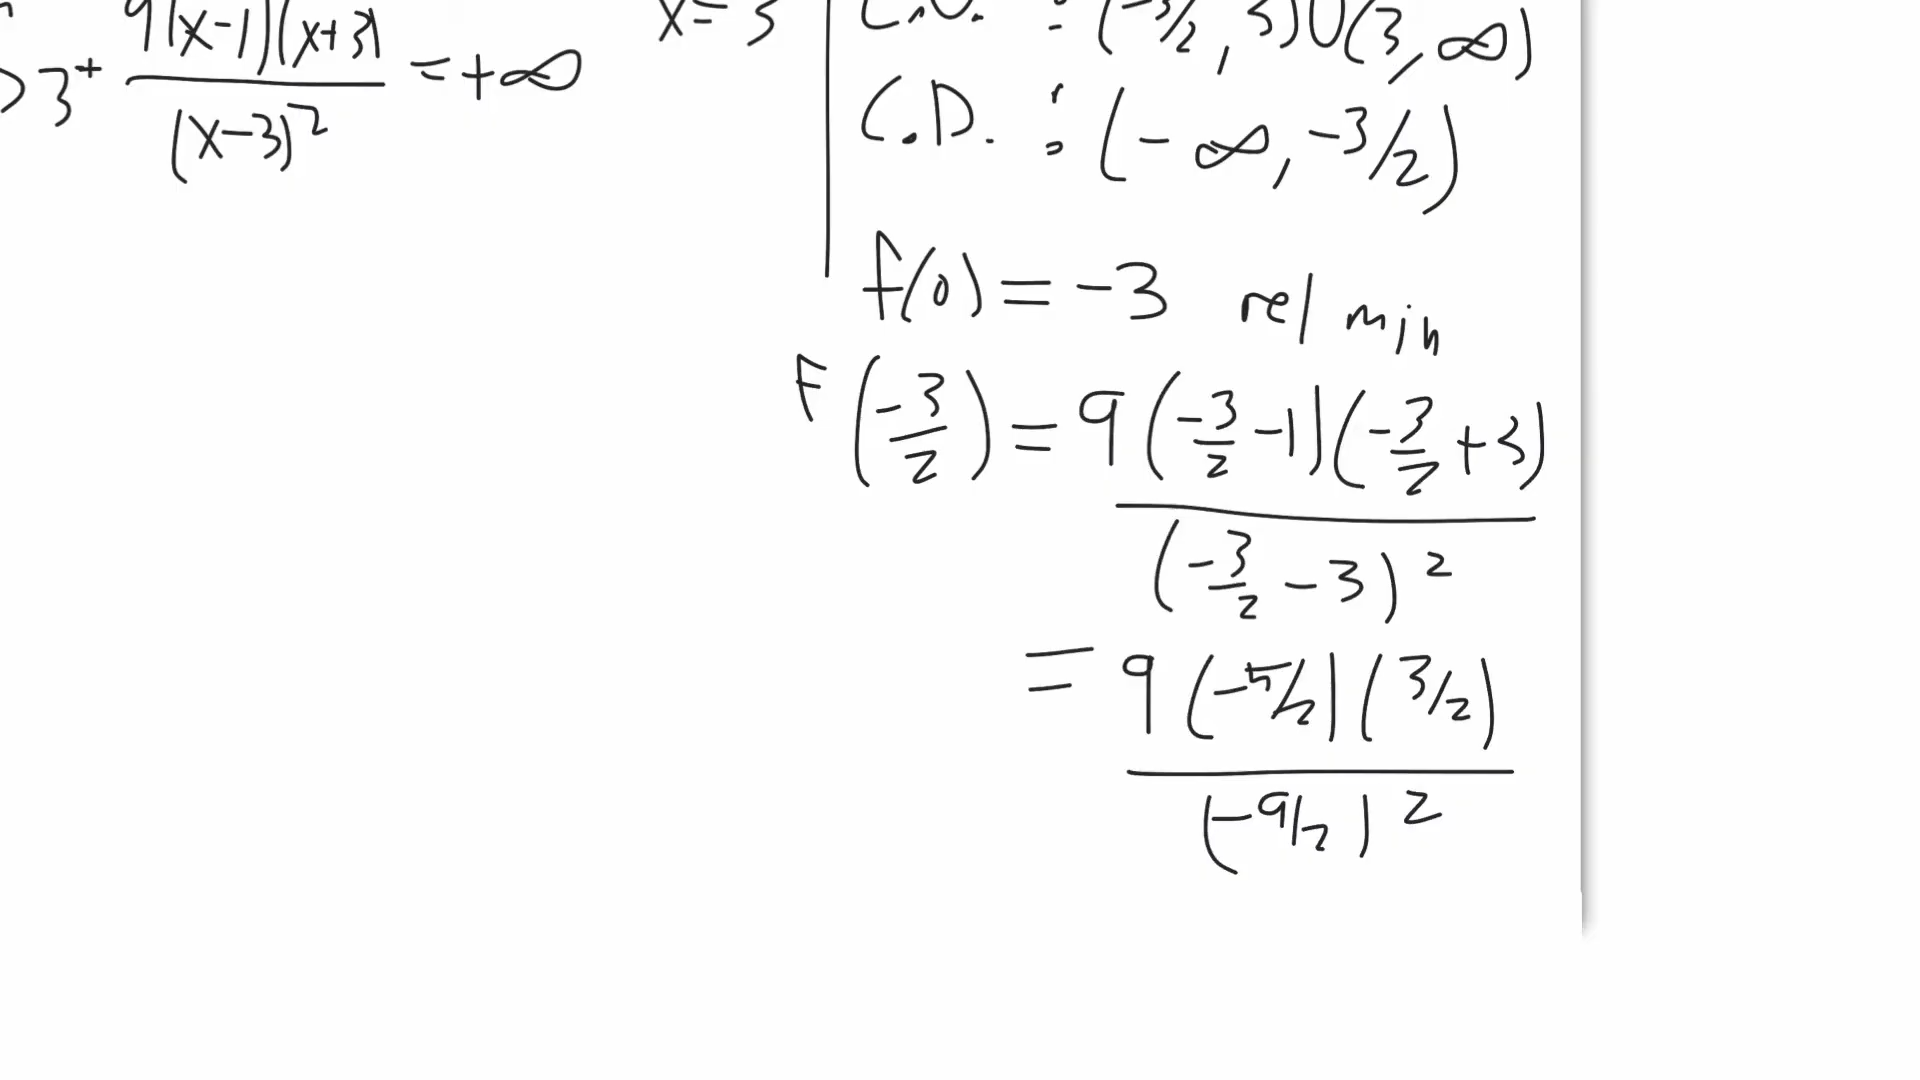 9(x-1)(x+3)
3⁺ ——— = +∞
(x-3)²
x=3
C.U. : (-3/2, 3)∪(3, ∞)
C.D. : (-∞, -3/2)
f(0) = -3 rel min
F(-3/2) = 9(-3/2 -1)(-3/2 +3)
(-3/2 - 3)²
= 9(-5/2)(3/2)
(-9/2)²